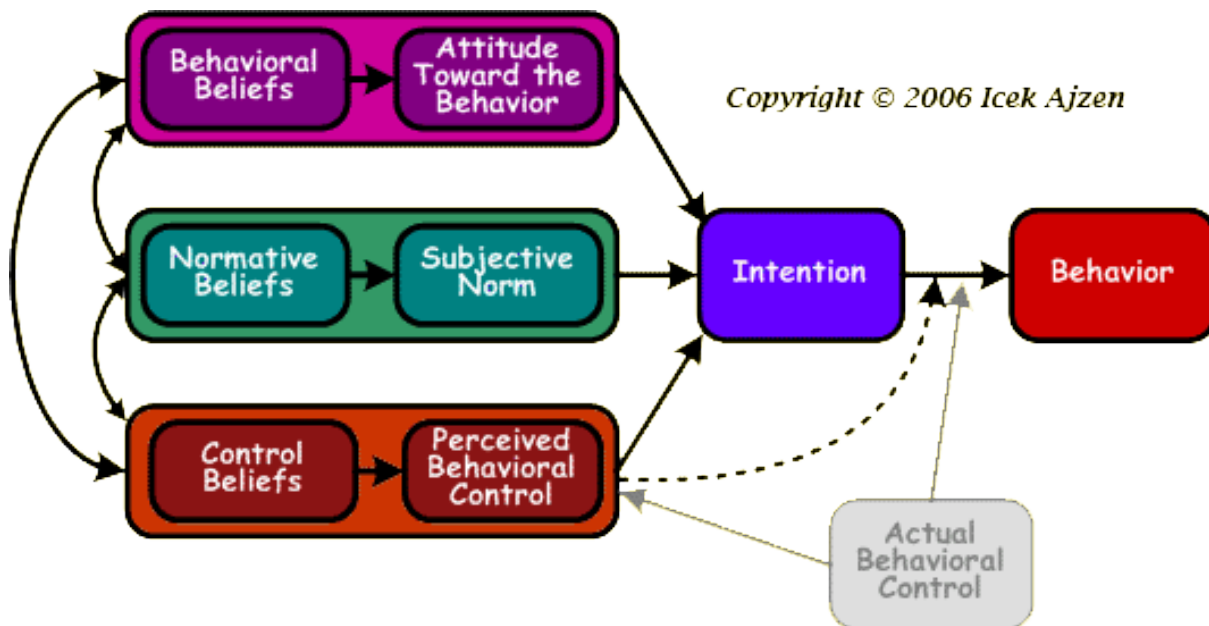 Behavioral
Beliefs
Attitude
Toward the
Behavior
Copyright © 2006 Icek Ajzen
Normative
Beliefs
Subjective
Norm
Intention
Behavior
Control
Beliefs
Perceived
Behavioral
Control
Actual
Behavioral
Control